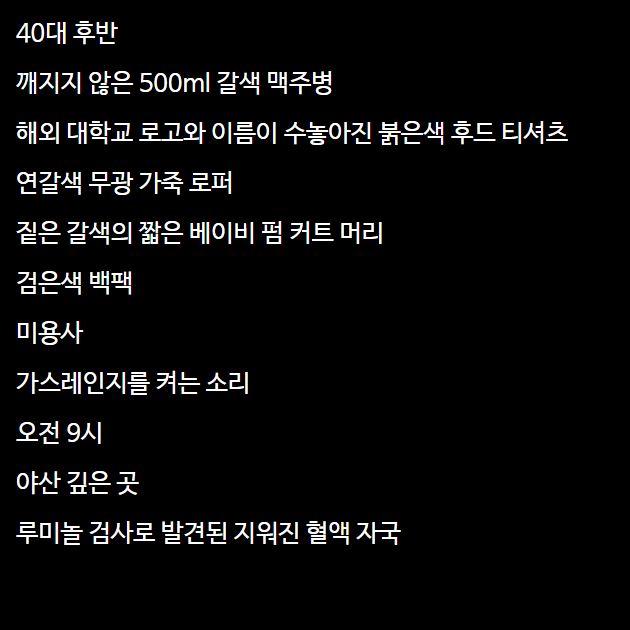 40대 후반
깨지지 않은 500ml 갈색 맥주병
해외 대학교 로고와 이름이 수놓아진 붉은색 후드 티셔츠
연갈색 무광 가죽 로퍼
짙은 갈색의 짧은 베이비 펌 커트 머리
검은색 백팩
미용사
가스레인지를 켜는 소리
오전 9시
야산 깊은 곳
루미놀 검사로 발견된 지워진 혈액 자국